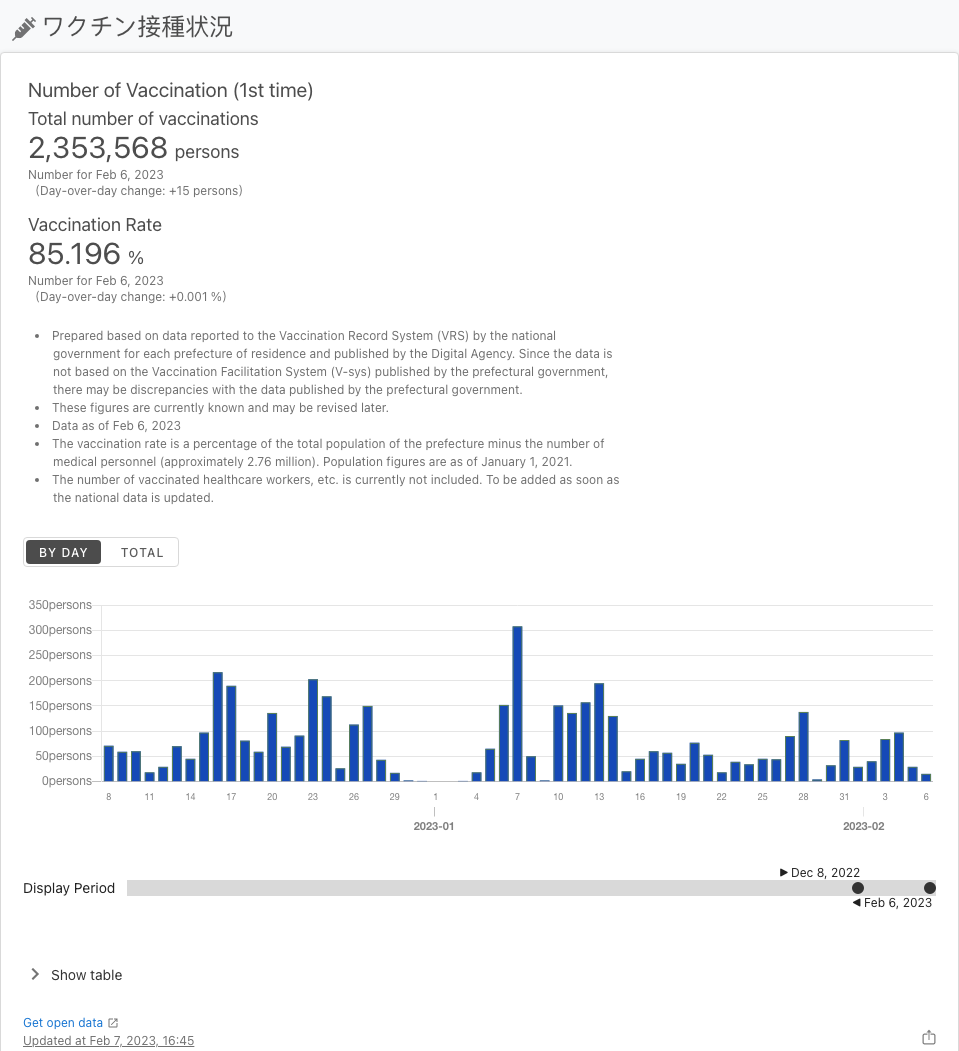 ワクチン接種状況
Number of Vaccination (1st time)
Total number of vaccinations
2,353,568 persons
Number for Feb 6, 2023
(Day-over-day change: +15 persons)
Vaccination Rate
85.196 %
Number for Feb 6, 2023
(Day-over-day change: +0.001 %)
• Prepared based on data reported to the Vaccination Record System (VRS) by the national
government for each prefecture of residence and published by the Digital Agency. Since the data is
not based on the Vaccination Facilitation System (V-sys) published by the prefectural government,
there may be discrepancies with the data published by the prefectural government.
• These figures are currently known and may be revised later.
• Data as of Feb 6, 2023
• The vaccination rate is a percentage of the total population of the prefecture minus the number of
medical personnel (approximately 2.76 million). Population figures are as of January 1, 2021.
• The number of vaccinated healthcare workers, etc. is currently not included. To be added as soon as
the national data is updated.
BY DAY TOTAL
350persons
300persons
250persons
200persons
150persons
100persons
50persons
0persons
8 11 14 17 20 23 26 29 1 4 7 10 13 16 19 22 25 28 31 3 6
2023-01 2023-02
Dec 8, 2022
Display Period
Feb 6, 2023
Show table
Get open data
Updated at Feb 7, 2023, 16:45